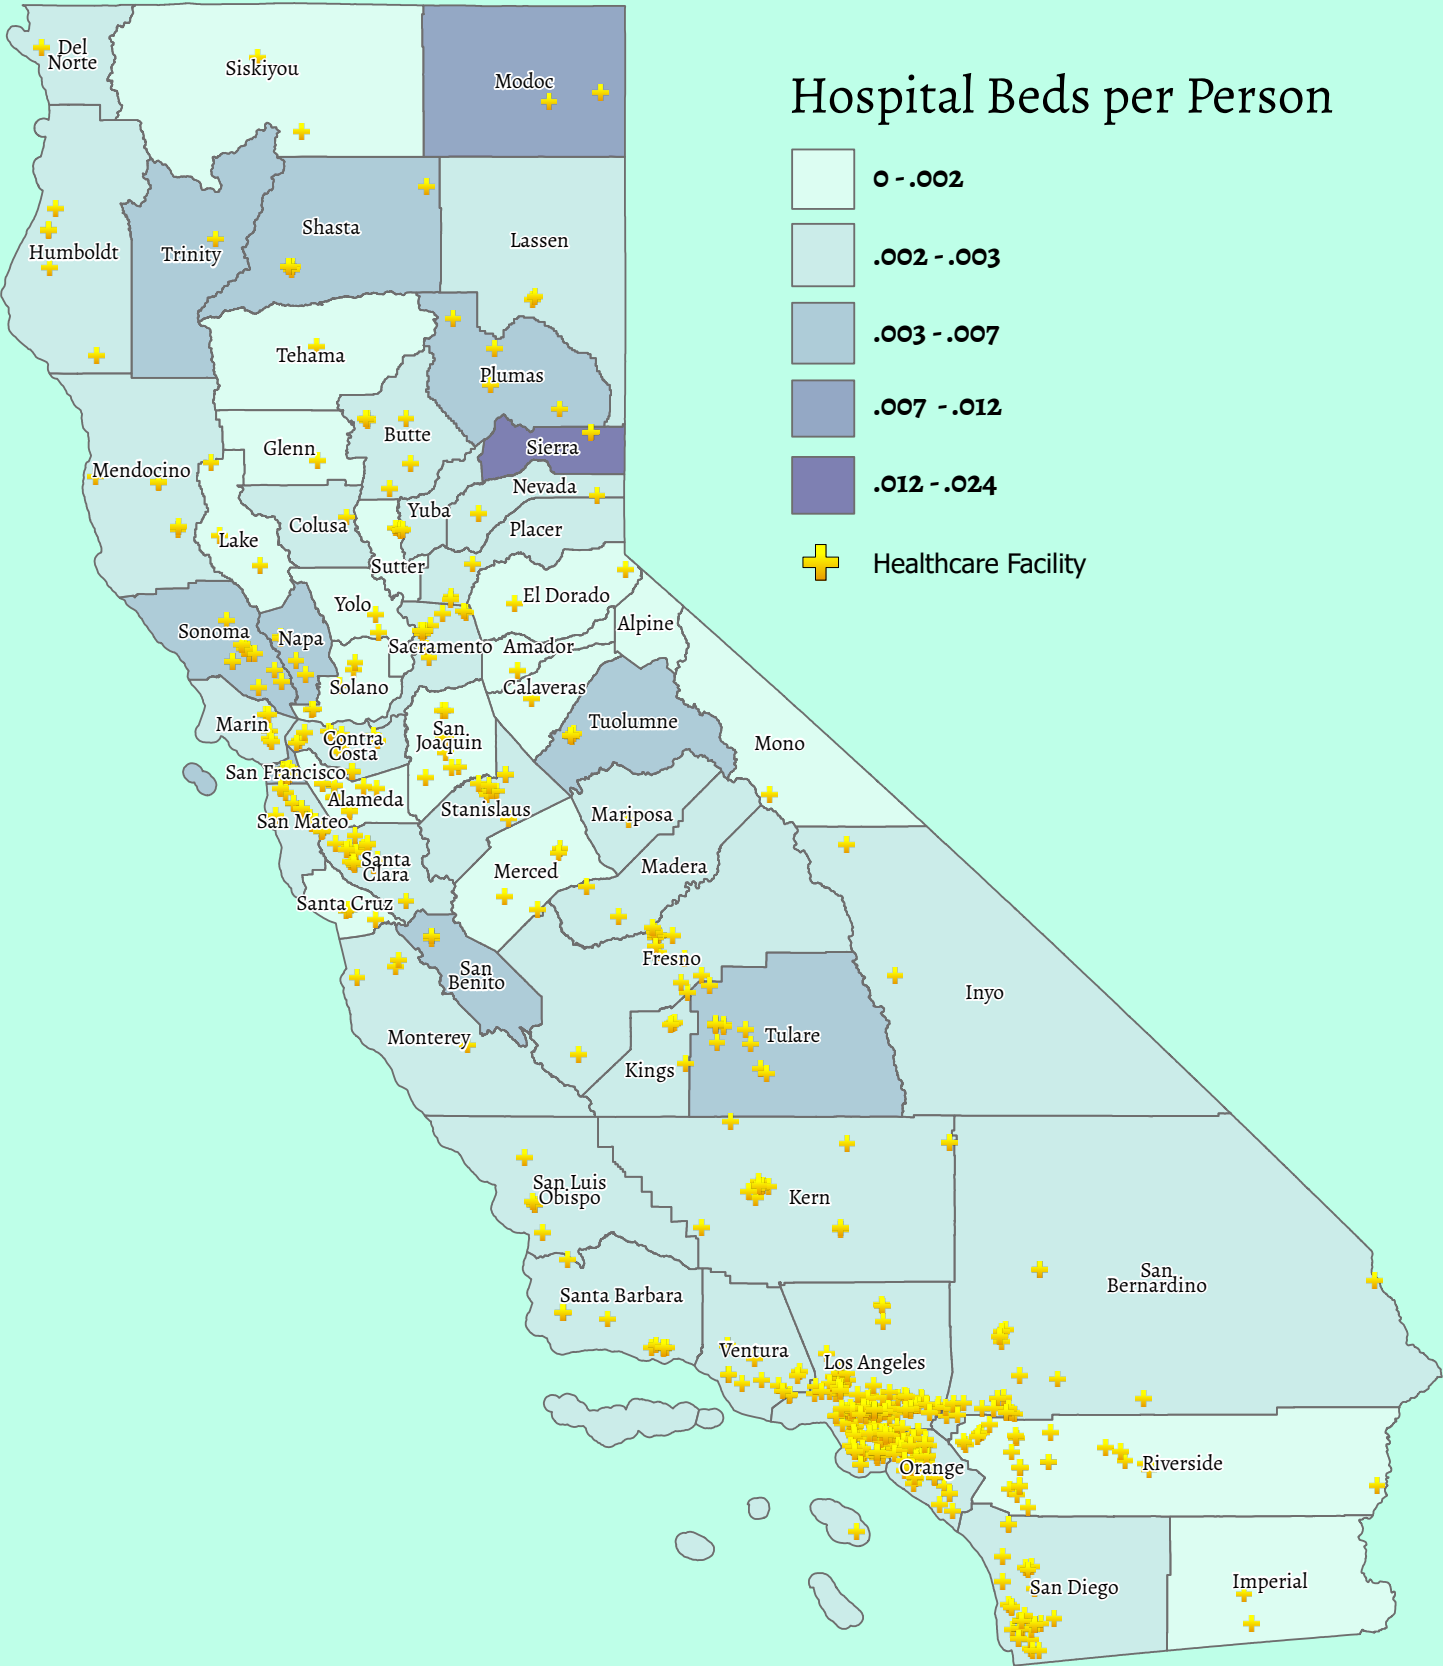 Hospital Beds per Person
0 - .002
.002 - .003
.003 - .007
.007 - .012
.012 - .024
Healthcare Facility
Del
Norte
Siskiyou
Modoc
Humboldt
Trinity
Shasta
Lassen
Tehama
Plumas
Butte
Glenn
Sierra
Mendocino
Nevada
Colusa
Yuba
Placer
Lake
Sutter
Yolo
El Dorado
Alpine
Sonoma
Napa
Sacramento
Amador
Solano
Calaveras
Marin
Tuolumne
Contra
Costa
San
Joaquin
Mono
San Francisco
Alameda
Stanislaus
Mariposa
San Mateo
Santa
Clara
Merced
Madera
Santa Cruz
Fresno
San
Benito
Inyo
Monterey
Tulare
Kings
San Luis
Obispo
Kern
San
Bernardino
Santa Barbara
Ventura
Los Angeles
Orange
Riverside
San Diego
Imperial